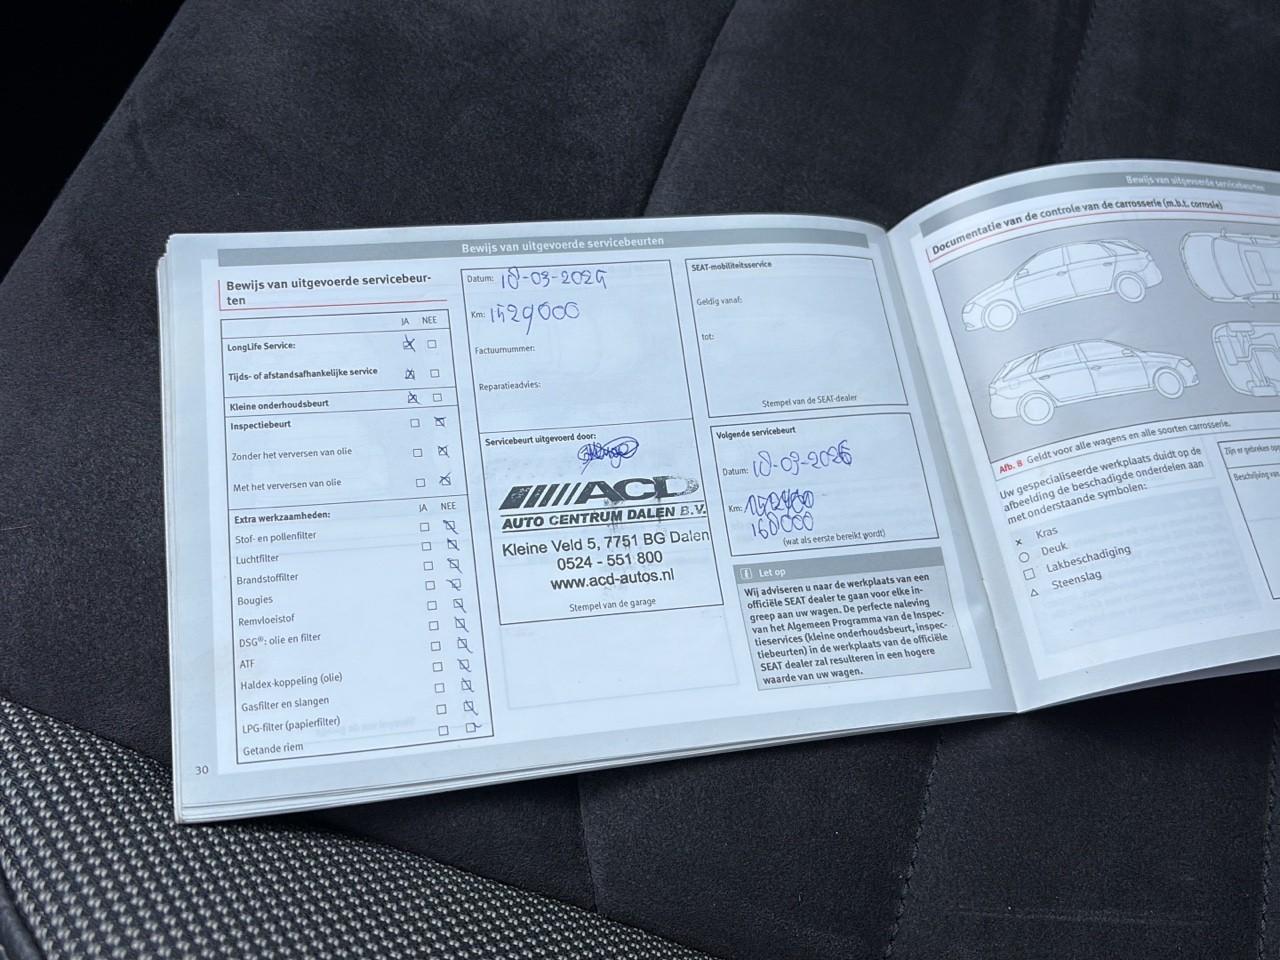 Bewijs van uitgevoerde servicebeurten
Bewijs van uitgevoerde servicebeur-
ten
JA NEE
LongLife Service:
Tijds- of afstandsafhankelijke service
Kleine onderhoudsbeurt
Inspectiebeurt
Zonder het verversen van olie
Met het verversen van olie
Extra werkzaamheden: JA NEE
Stof- en pollenfilter
Luchtfilter
Brandstoffilter
Bougies
Remvloeistof
DSG®: olie en filter
ATF
Haldex-koppeling (olie)
Gasfilter en slangen
LPG-filter (papierfilter)
Getande riem
30
Datum: 18-03-2025
Km:
Factuurnummer:
Reparatieadvies:
Servicebeurt uitgevoerd door:
ACD
AUTO CENTRUM DALEN B.V.
Kleine Veld 5, 7751 BG Dalen
0524 - 551 800
www.acd-autos.nl
Stempel van de garage
SEAT-mobiliteitsservice
Geldig vanaf:
tot:
Stempel van de SEAT-dealer
Volgende servicebeurt
Datum: 18-03-2026
Km:
160000
(wat als eerste bereikt wordt)
i Let op
Wij adviseren u naar de werkplaats van een
officiële SEAT dealer te gaan voor elke in-
greep aan uw wagen. De perfecte naleving
van het Algemeen Programma van de Inspec-
tieservices (kleine onderhoudsbeurt, inspec-
tiebeurten) in de werkplaats van de officiële
SEAT dealer zal resulteren in een hogere
waarde van uw wagen.
Bewijs van uitgevoerde servicebeurten
Documentatie van de controle van de carrosserie (m.b.t. corrosie)
Afb. 8 Geldt voor alle wagens en alle soorten carrosserie.
Uw gespecialiseerde werkplaats duidt op de
afbeelding de beschadigde onderdelen aan
met onderstaande symbolen:
Kras
Deuk
Lakbeschadiging
Steenslag
Zijn er gebreken
Beschrijving van